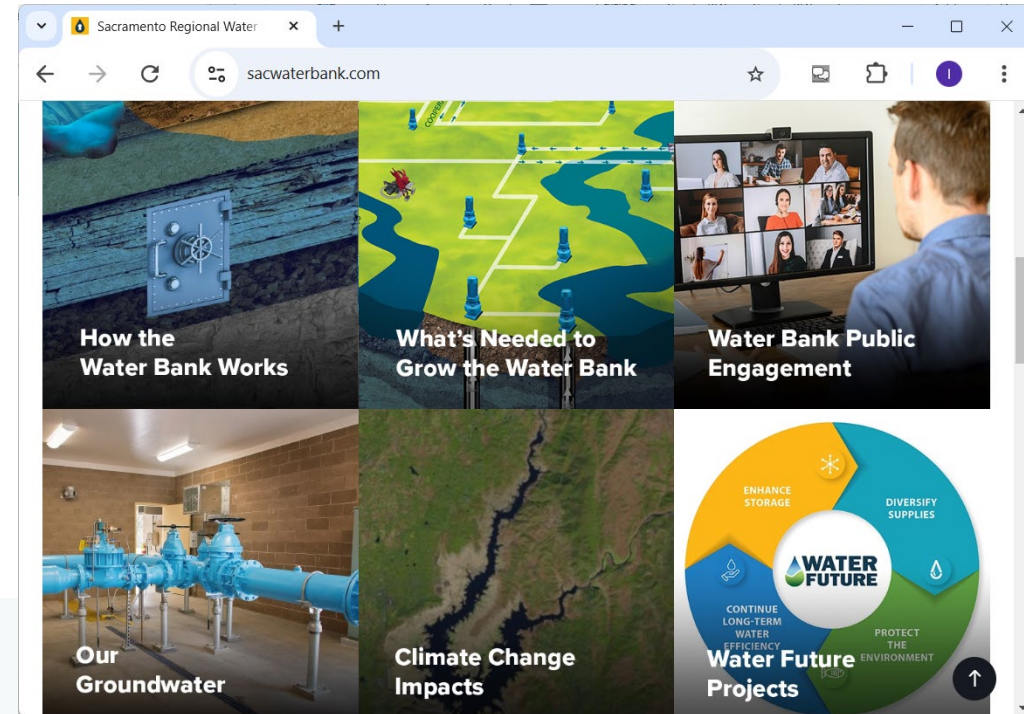 Sacramento Regional Water
sacwaterbank.com
I
How the
Water Bank Works
What's Needed to
Grow the Water Bank
Water Bank Public
Engagement
Our
Groundwater
Climate Change
Impacts
ENHANCE
STORAGE
DIVERSIFY
SUPPLIES
WATER
FUTURE
CONTINUE
LONG-TERM
WATER
EFFICIENCY
PROTECT
THE
ENVIRONMENT
Water Future
Projects